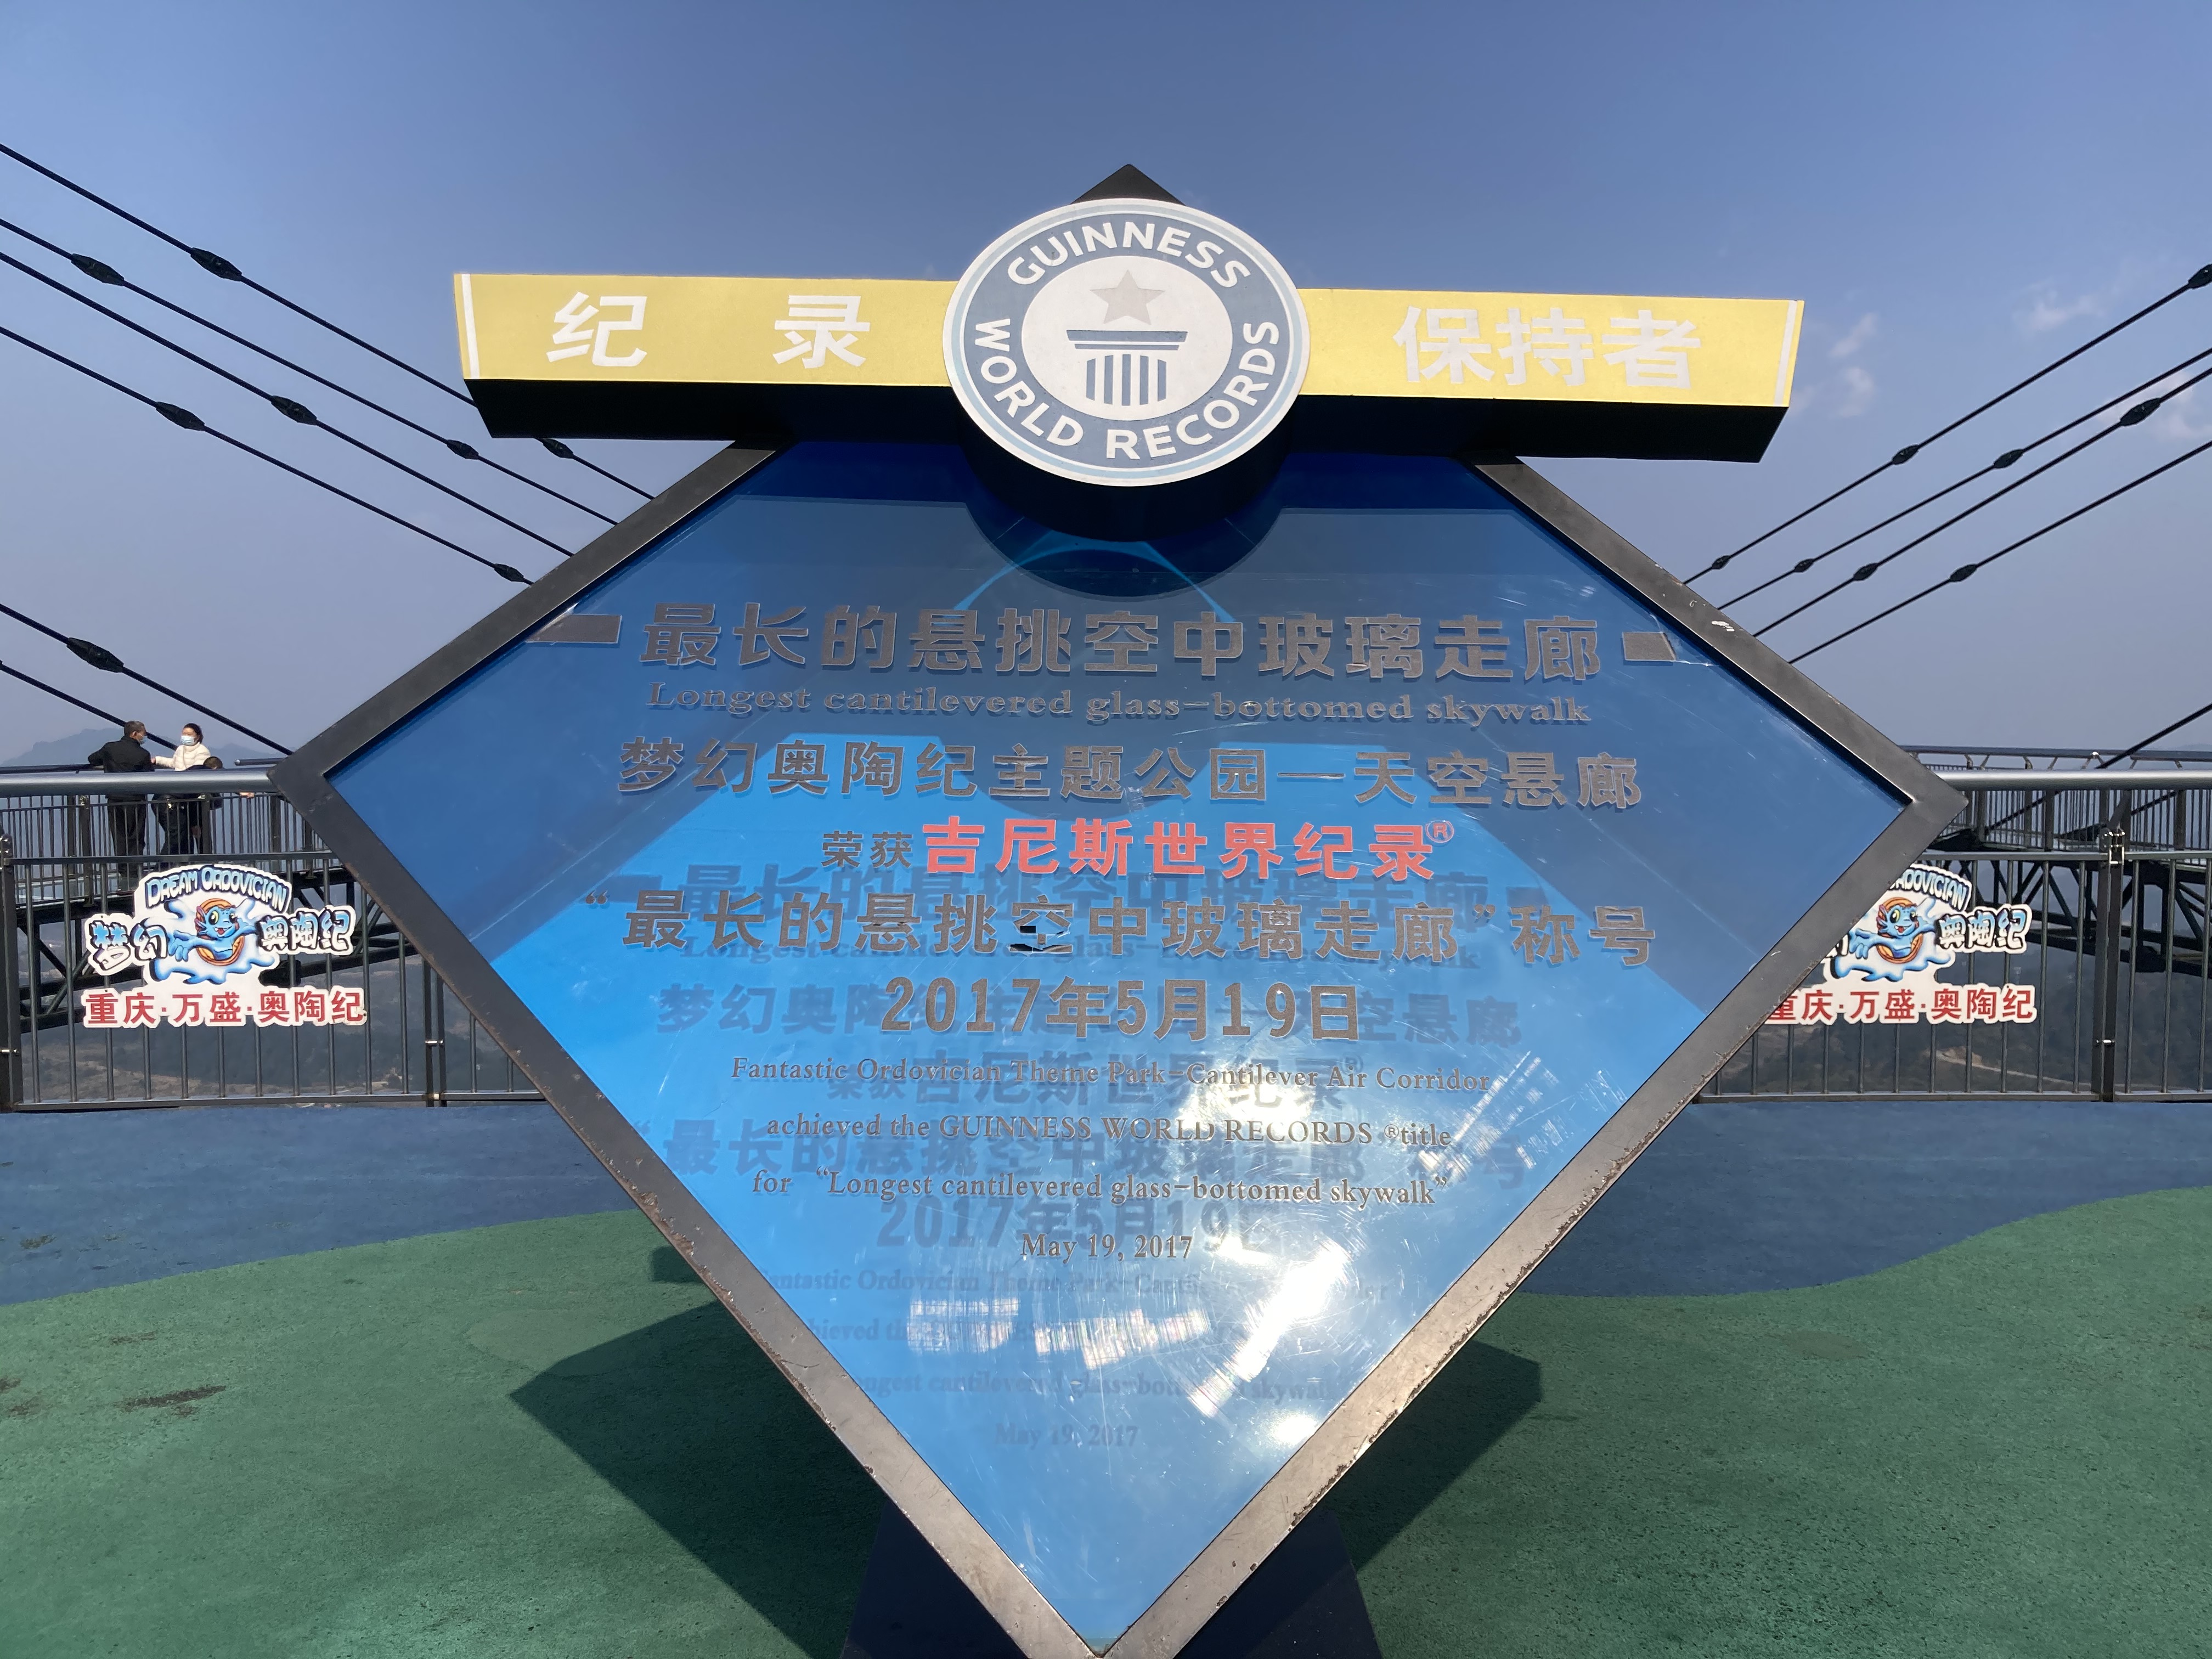 GUINNESS
WORLD RECORDS
纪 录 保持者
最长的悬挑空中玻璃走廊
Longest cantilevered glass-bottomed skywalk
梦幻奥陶纪主题公园—天空悬廊
荣获吉尼斯世界纪录®
“最长的悬挑空中玻璃走廊”称号
2017年5月19日
Fantastic Ordovician Theme Park-Cantilever Air Corridor
achieved the GUINNESS WORLD RECORDS ®title
for “Longest cantilevered glass-bottomed skywalk”
May 19, 2017
DREAM ORDOVICIAN
梦幻奥陶纪
重庆·万盛·奥陶纪
ORDOVICIAN
奥陶纪
重庆·万盛·奥陶纪